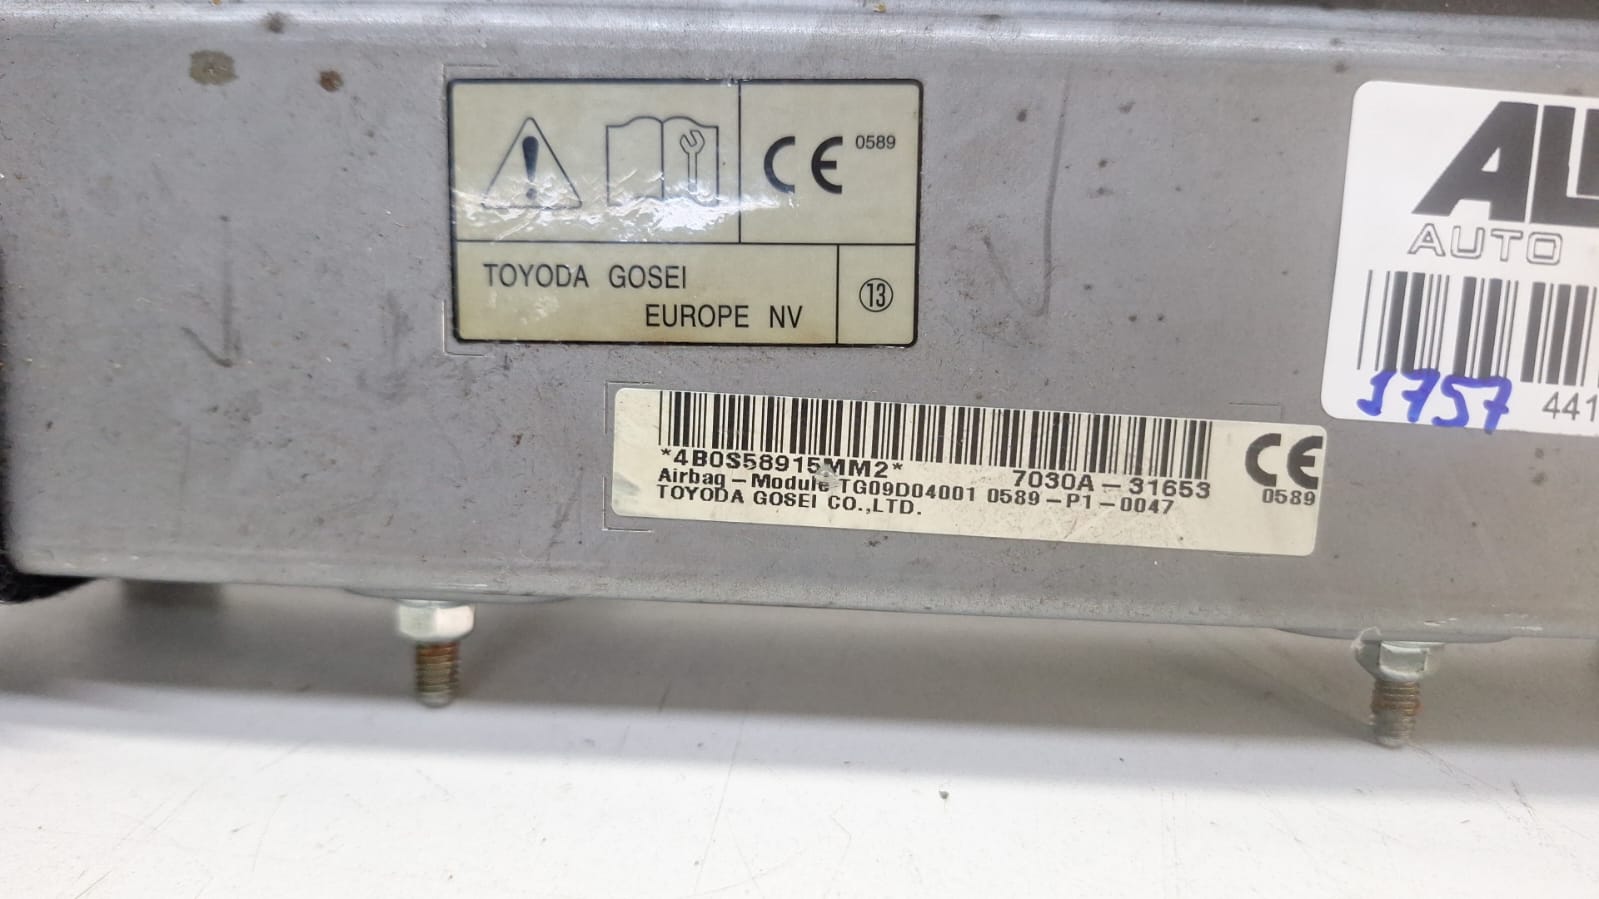 CE 0589
TOYODA GOSEI
EUROPE NV
⑬
*4B0S58915MM2* 7030A-31653
Airbag-Module TG09D04001 0589-P1-0047
TOYODA GOSEI CO.,LTD.
CE
0589
AL
AUTO
1757
441